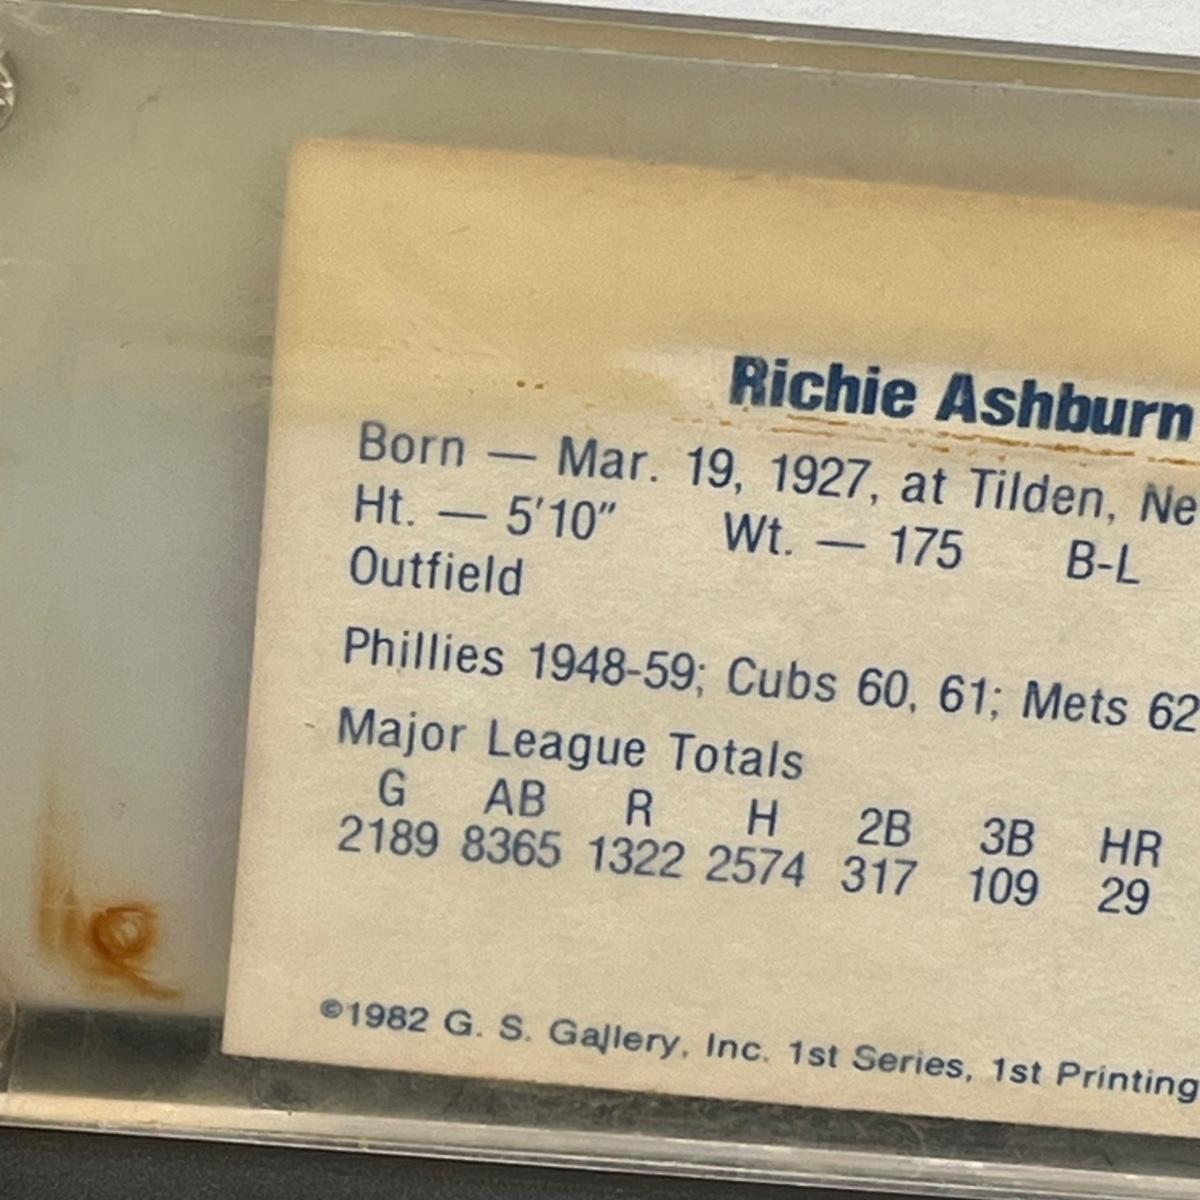 Richie Ashburn
Born — Mar. 19, 1927, at Tilden, Ne
Ht. — 5'10" Wt. — 175 B-L
Outfield
Phillies 1948-59; Cubs 60, 61; Mets 62
Major League Totals
G AB R H 2B 3B HR
2189 8365 1322 2574 317 109 29
©1982 G. S. Gallery, Inc. 1st Series, 1st Printing